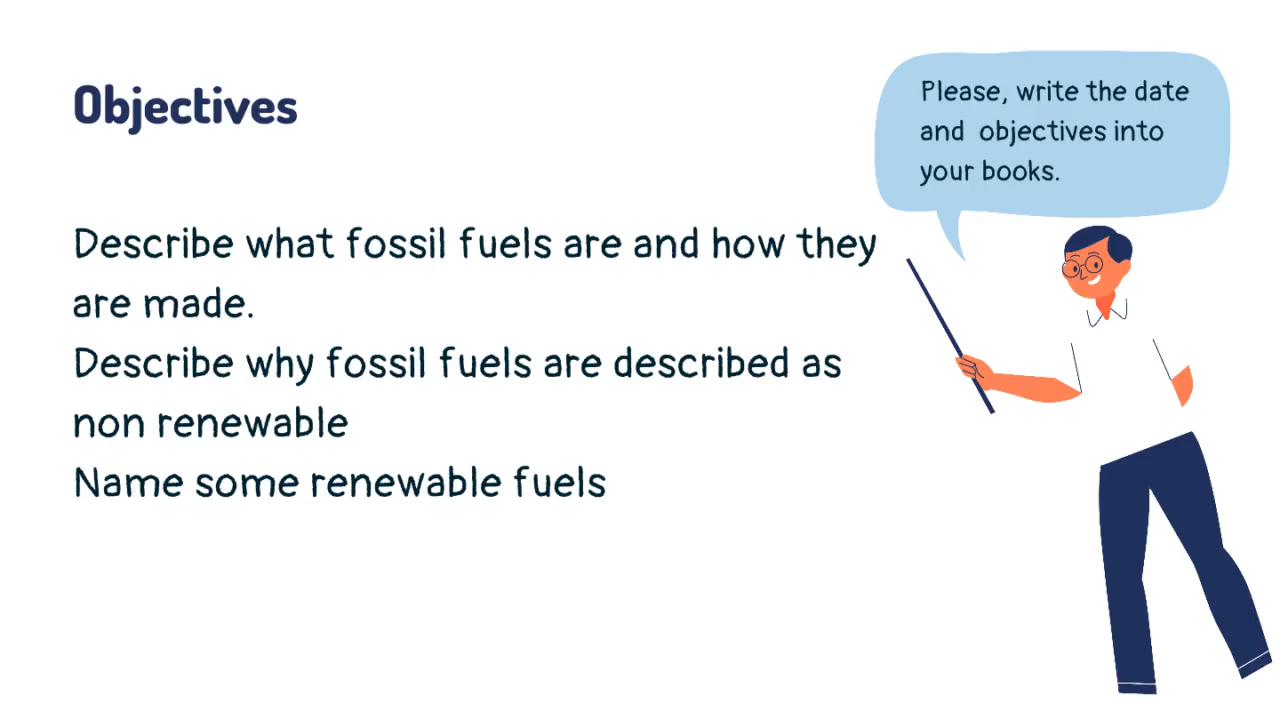 Objectives
Please, write the date
and objectives into
your books.
Describe what fossil fuels are and how they
are made.
Describe why fossil fuels are described as
non renewable
Name some renewable fuels